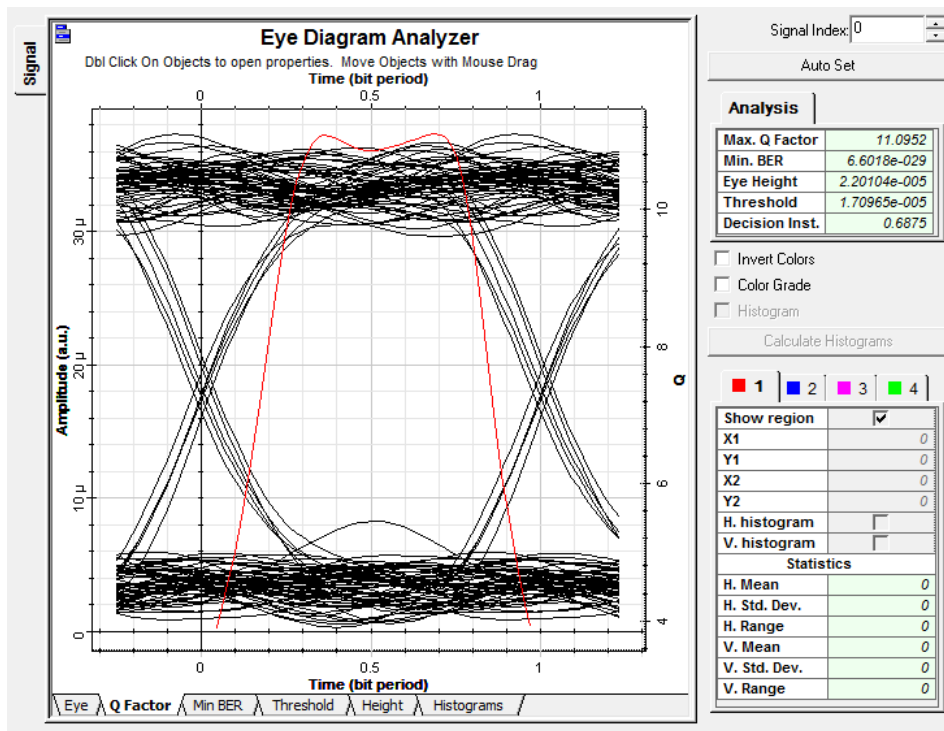 Signal
Eye Diagram Analyzer
Dbl Click On Objects to open properties. Move Objects with Mouse Drag
Time (bit period)
0 0.5 1
Amplitude (a.u.)
30 µ
20 µ
10 µ
0
Q
10
8
6
4
0 0.5 1
Time (bit period)
Eye Q Factor Min BER Threshold Height Histograms
Signal Index: 0
Auto Set
Analysis
Max. Q Factor 11.0952
Min. BER 6.6018e-029
Eye Height 2.20104e-005
Threshold 1.70965e-005
Decision Inst. 0.6875
Invert Colors
Color Grade
Histogram
Calculate Histograms
1 2 3 4
Show region
X1 0
Y1 0
X2 0
Y2 0
H. histogram
V. histogram
Statistics
H. Mean 0
H. Std. Dev. 0
H. Range 0
V. Mean 0
V. Std. Dev. 0
V. Range 0